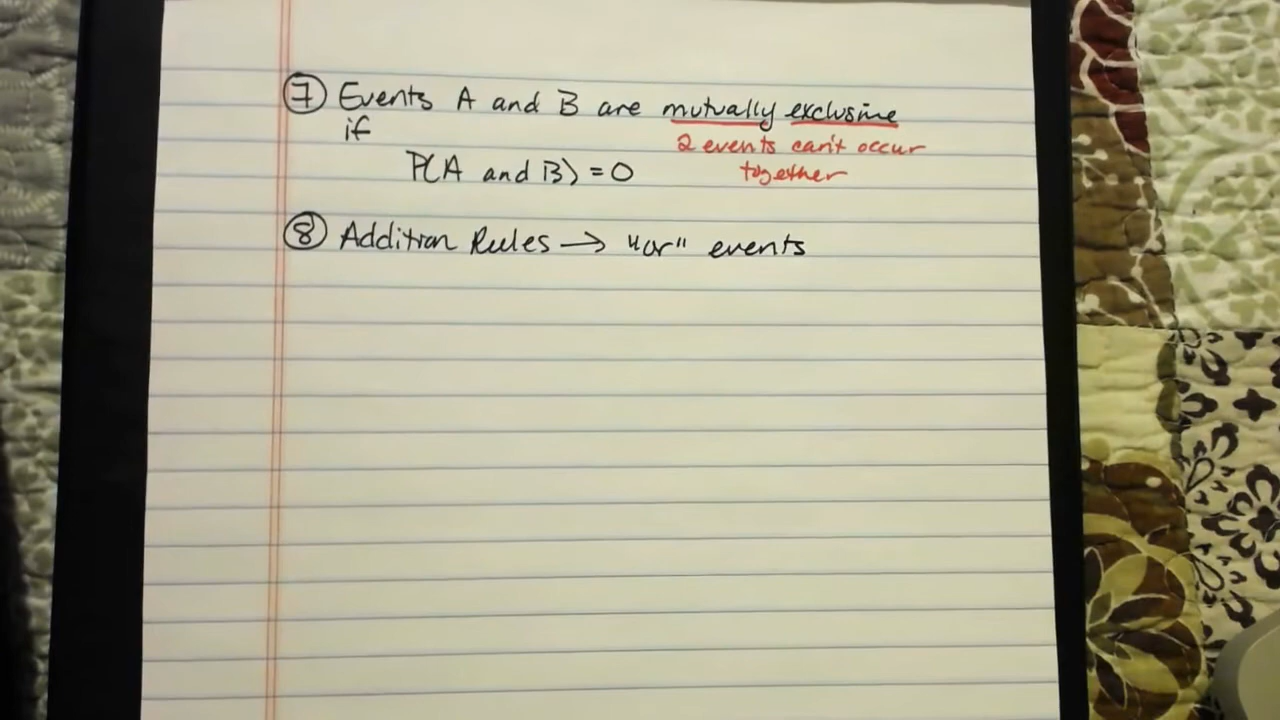 ⑦ Events A and B are mutually exclusive
if
2 events can't occur
P(A and B) = 0
together
⑧ Addition Rules → "or" events